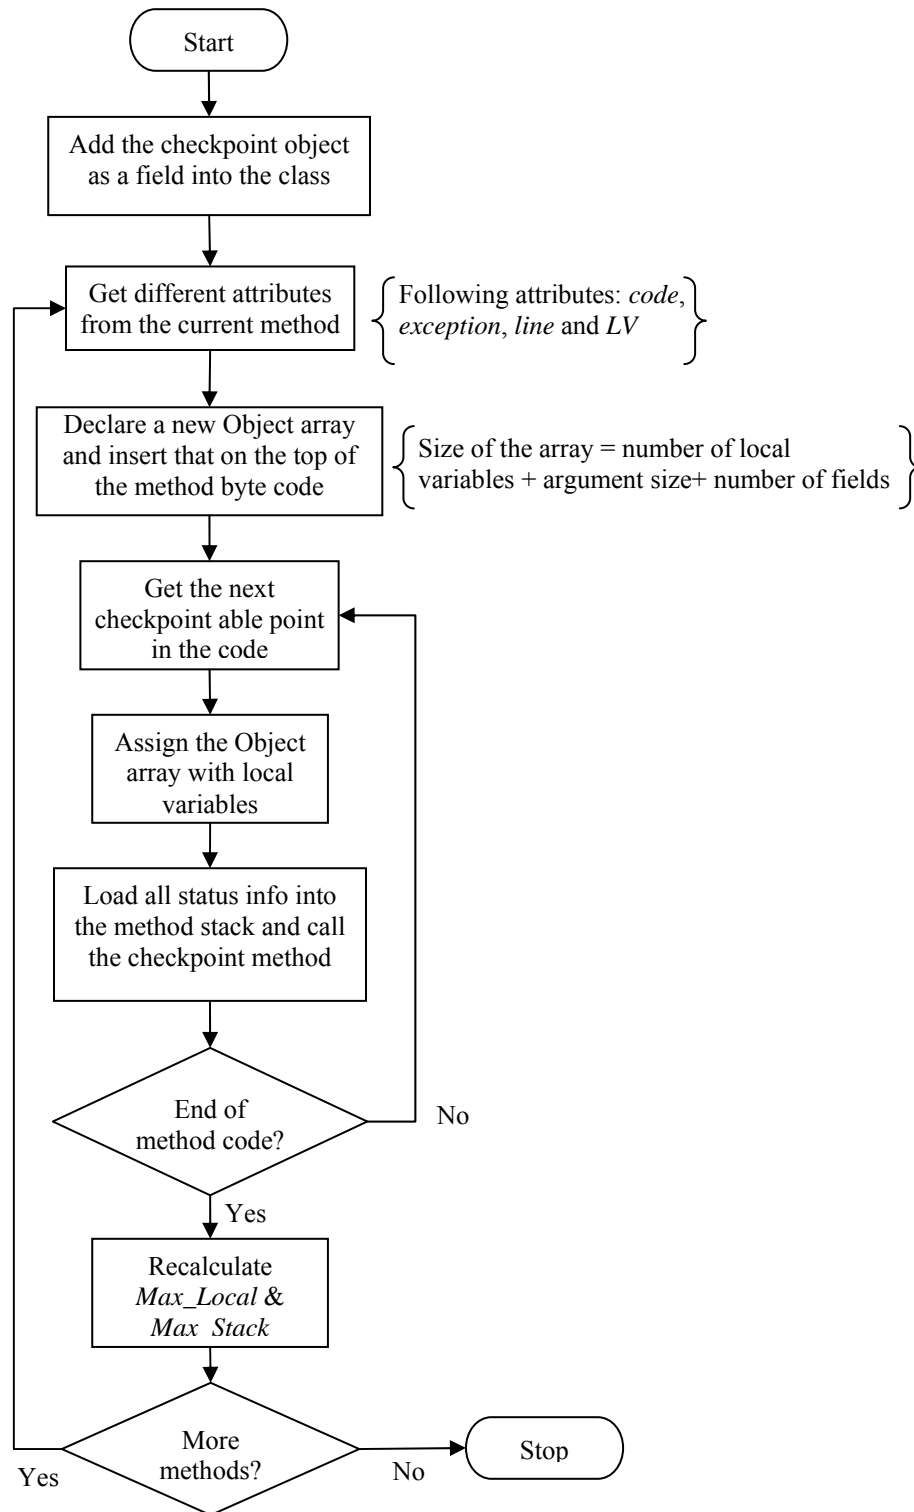 Start
Add the checkpoint object
as a field into the class
Get different attributes
from the current method
Following attributes: code,
exception, line and LV
Declare a new Object array
and insert that on the top of
the method byte code
Size of the array = number of local
variables + argument size+ number of fields
Get the next
checkpoint able point
in the code
Assign the Object
array with local
variables
Load all status info into
the method stack and call
the checkpoint method
End of
method code?
No
Yes
Recalculate
Max_Local &
Max Stack
More
methods?
Yes
No
Stop